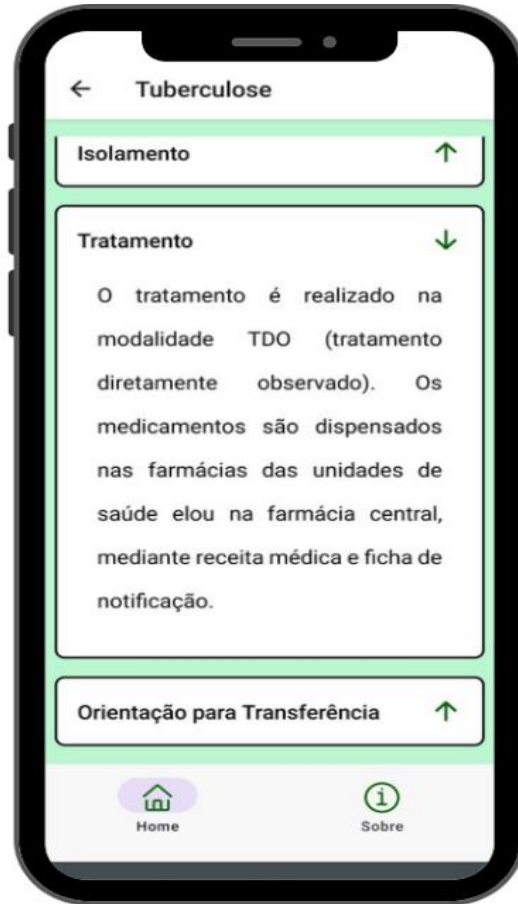 Tuberculose
Isolamento
Tratamento
O tratamento é realizado na
modalidade TDO (tratamento
diretamente observado). Os
medicamentos são dispensados
nas farmácias das unidades de
saúde elou na farmácia central,
mediante receita médica e ficha de
notificação.
Orientação para Transferência
Home
Sobre